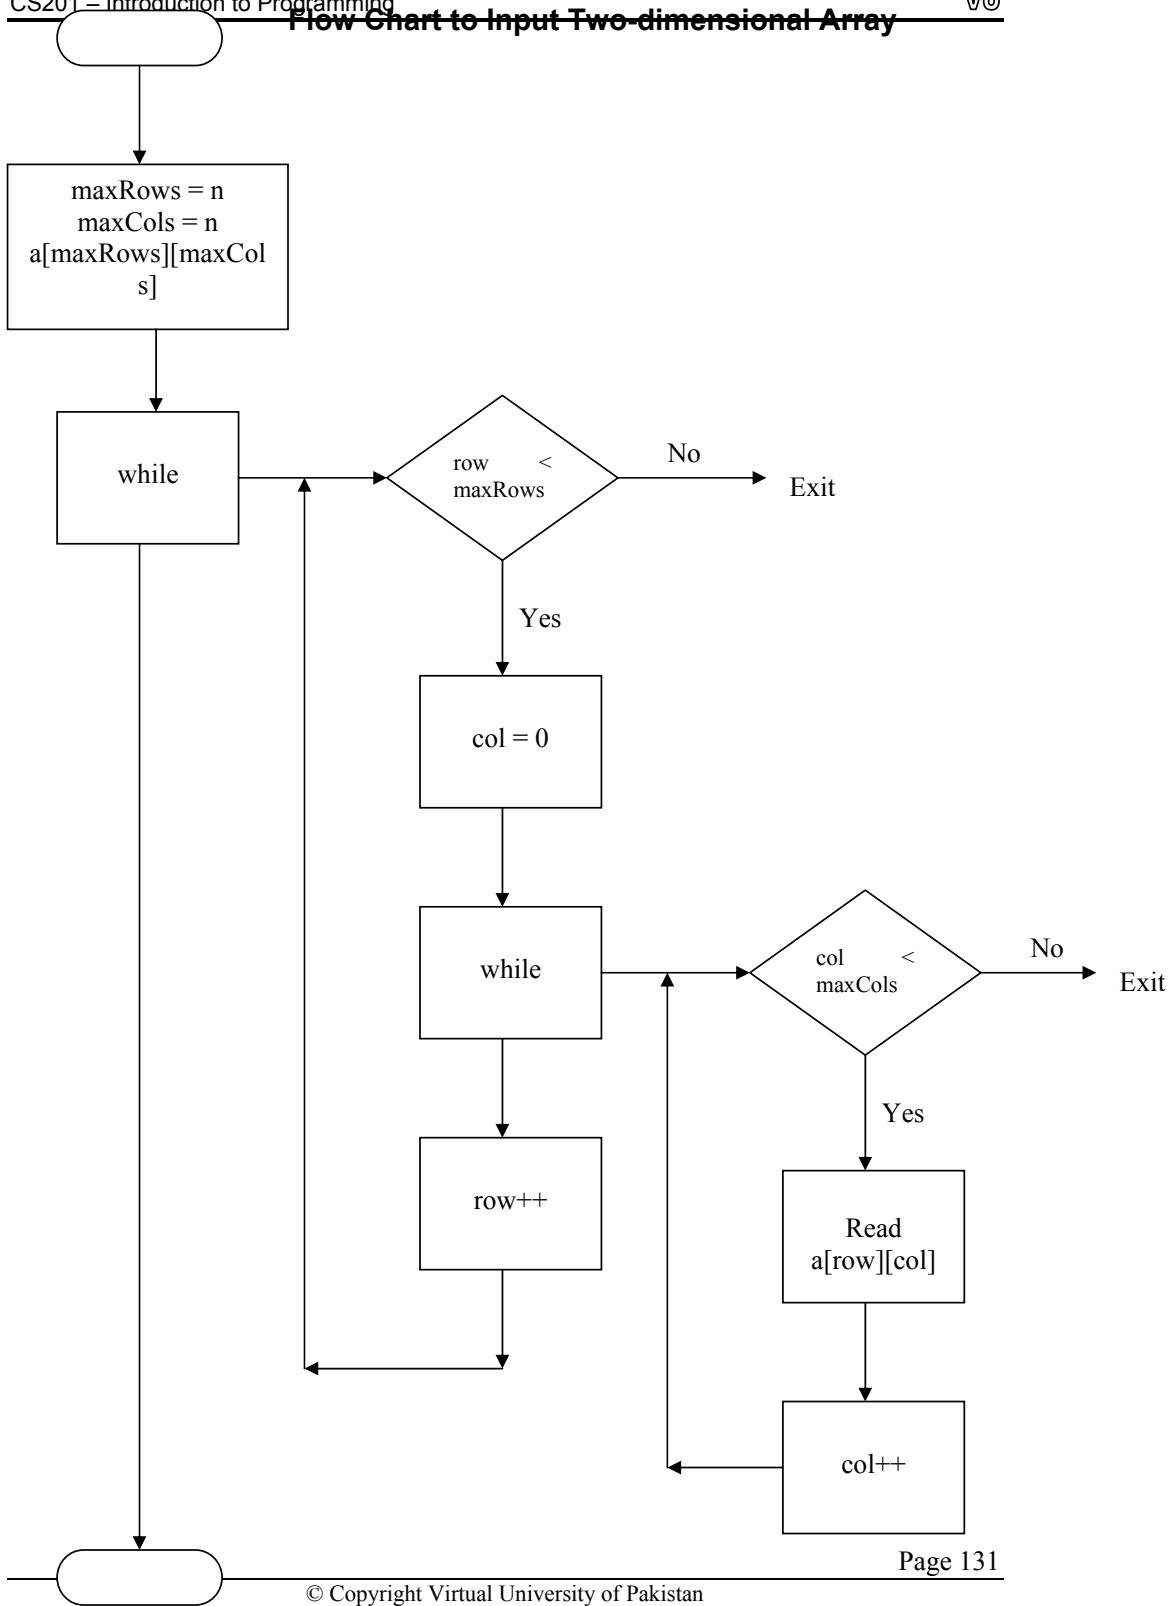 CS201 – Introduction to Programming
VU
Flow Chart to Input Two-dimensional Array
maxRows = n
maxCols = n
a[maxRows][maxCol
s]
while
row <
maxRows
No
Exit
Yes
col = 0
while
col <
maxCols
No
Exit
Yes
row++
Read
a[row][col]
col++
Page 131
© Copyright Virtual University of Pakistan